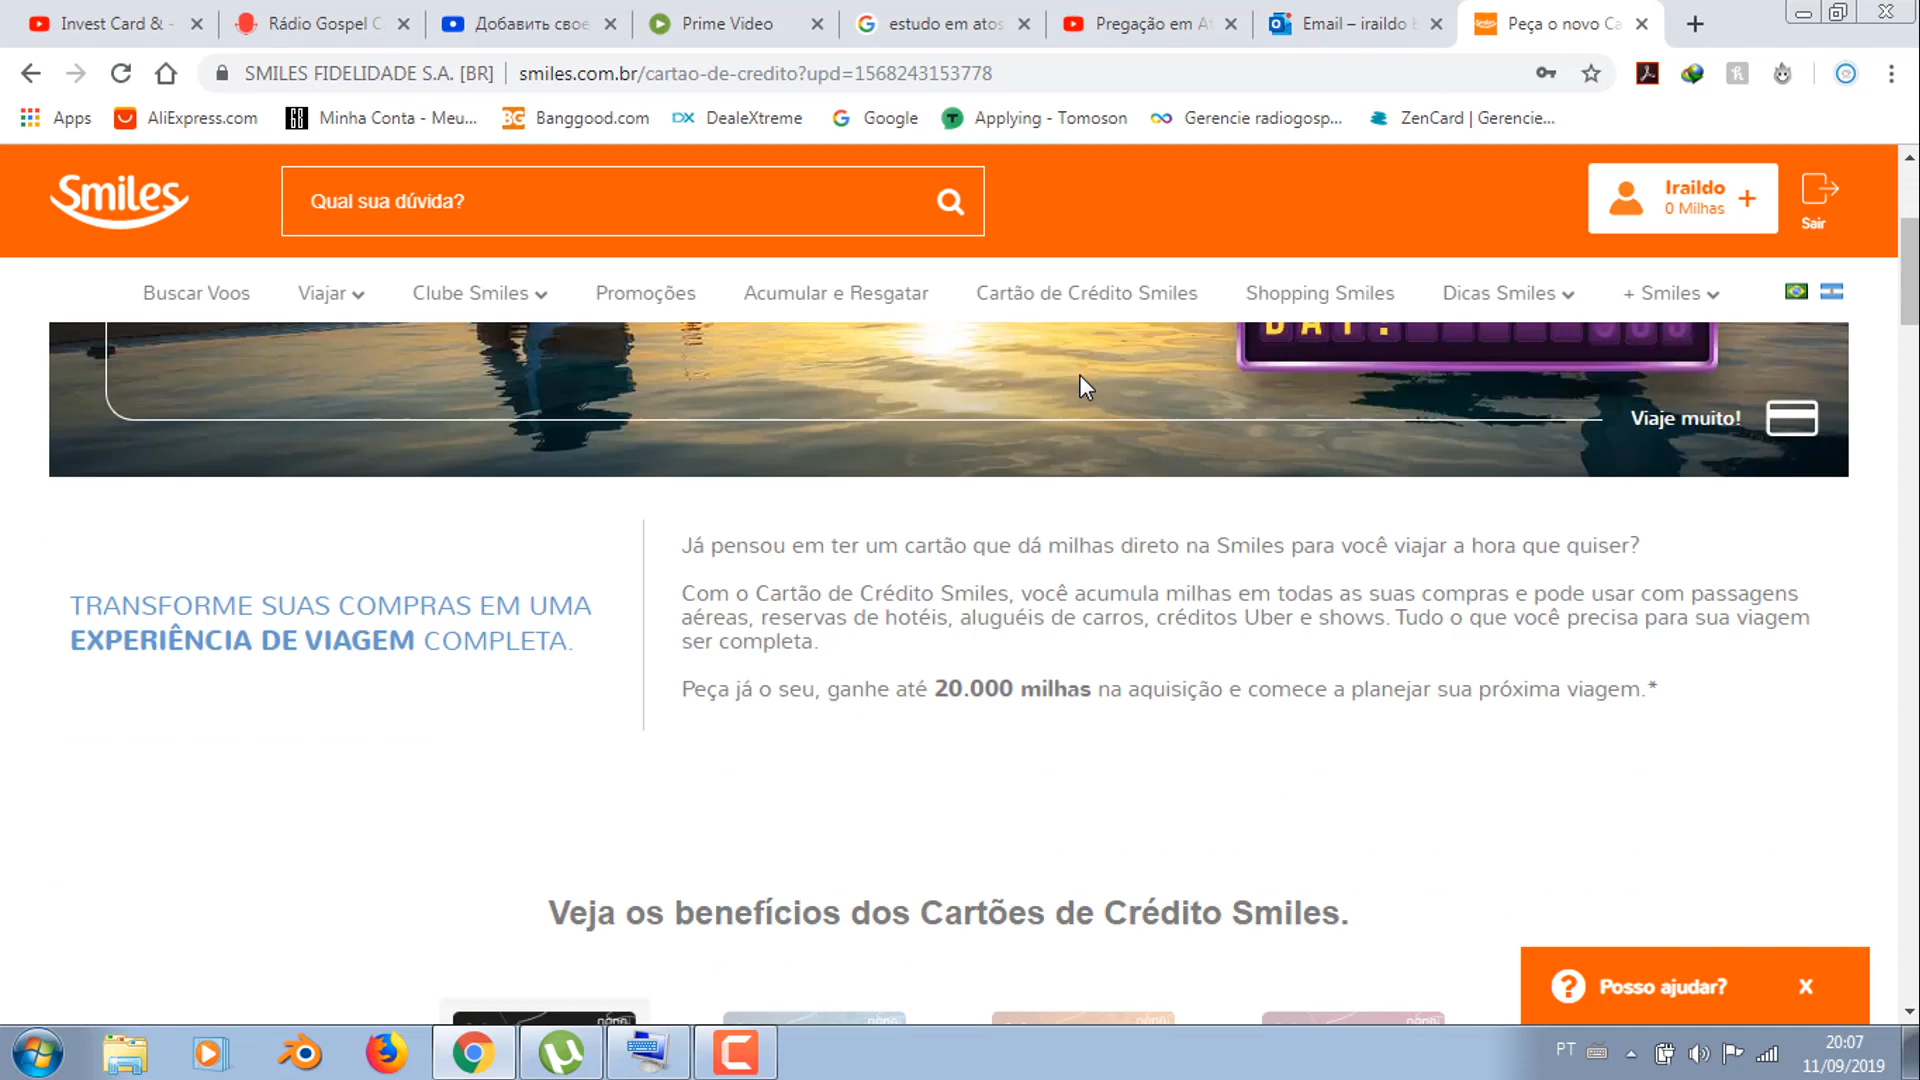 Invest Card & -
Rádio Gospel C
Добавить свое
Prime Video
estudo em atos
Pregação em At
Email – iraildo b
Peça o novo Ca
SMILES FIDELIDADE S.A. [BR]
smiles.com.br/cartao-de-credito?upd=1568243153778
Apps
AliExpress.com
Minha Conta - Meu...
Banggood.com
DealeXtreme
Google
Applying - Tomoson
Gerencie radiogosp...
ZenCard | Gerencie...
Smiles
Qual sua dúvida?
Iraildo
0 Milhas
Sair
Buscar Voos
Viajar
Clube Smiles
Promoções
Acumular e Resgatar
Cartão de Crédito Smiles
Shopping Smiles
Dicas Smiles
+ Smiles
Viaje muito!
TRANSFORME SUAS COMPRAS EM UMA
EXPERIÊNCIA DE VIAGEM COMPLETA.
Já pensou em ter um cartão que dá milhas direto na Smiles para você viajar a hora que quiser?
Com o Cartão de Crédito Smiles, você acumula milhas em todas as suas compras e pode usar com passagens
aéreas, reservas de hotéis, aluguéis de carros, créditos Uber e shows. Tudo o que você precisa para sua viagem
ser completa.
Peça já o seu, ganhe até 20.000 milhas na aquisição e comece a planejar sua próxima viagem.*
Veja os benefícios dos Cartões de Crédito Smiles.
Posso ajudar?
X
PT
20:07
11/09/2019